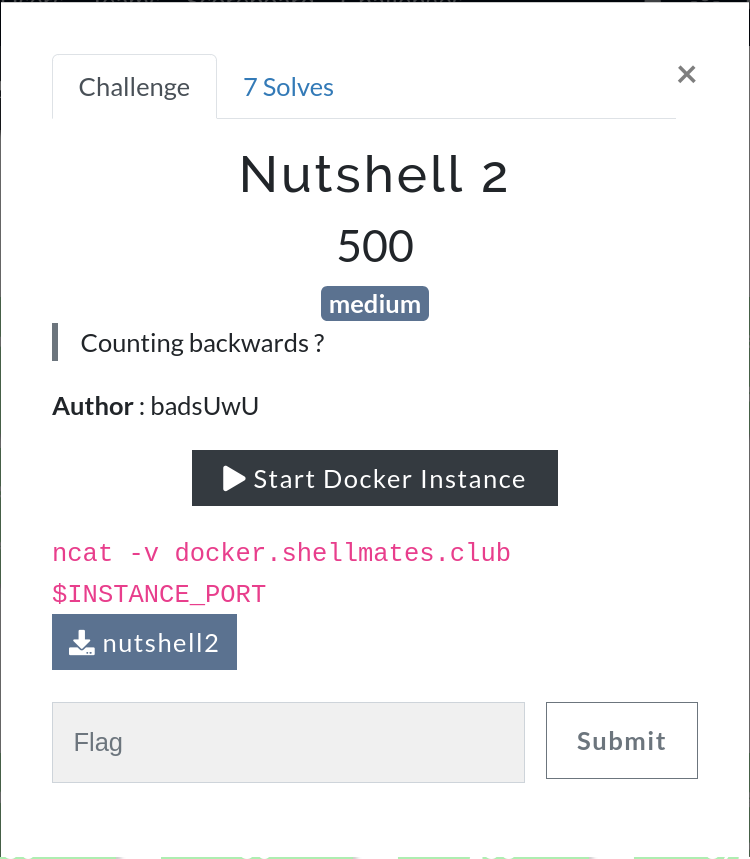 Challenge
7 Solves
×
Nutshell 2
500
medium
Counting backwards ?
Author : badsUwU
Start Docker Instance
ncat -v docker.shellmates.club
$INSTANCE_PORT
nutshell2
Flag
Submit